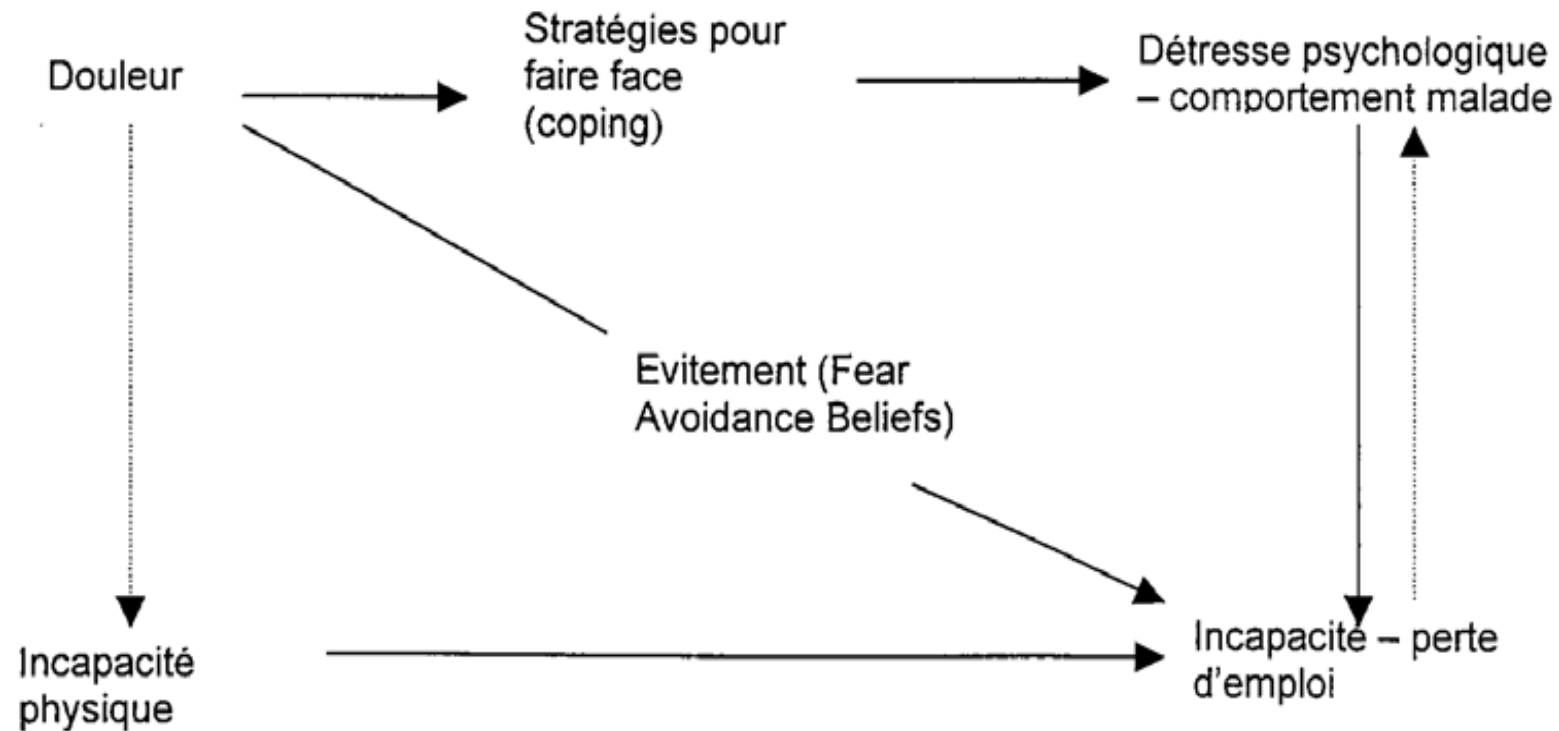 Douleur
Stratégies pour
faire face
(coping)
Détresse psychologique
– comportement malade
Evitement (Fear
Avoidance Beliefs)
Incapacité
physique
Incapacité – perte
d'emploi